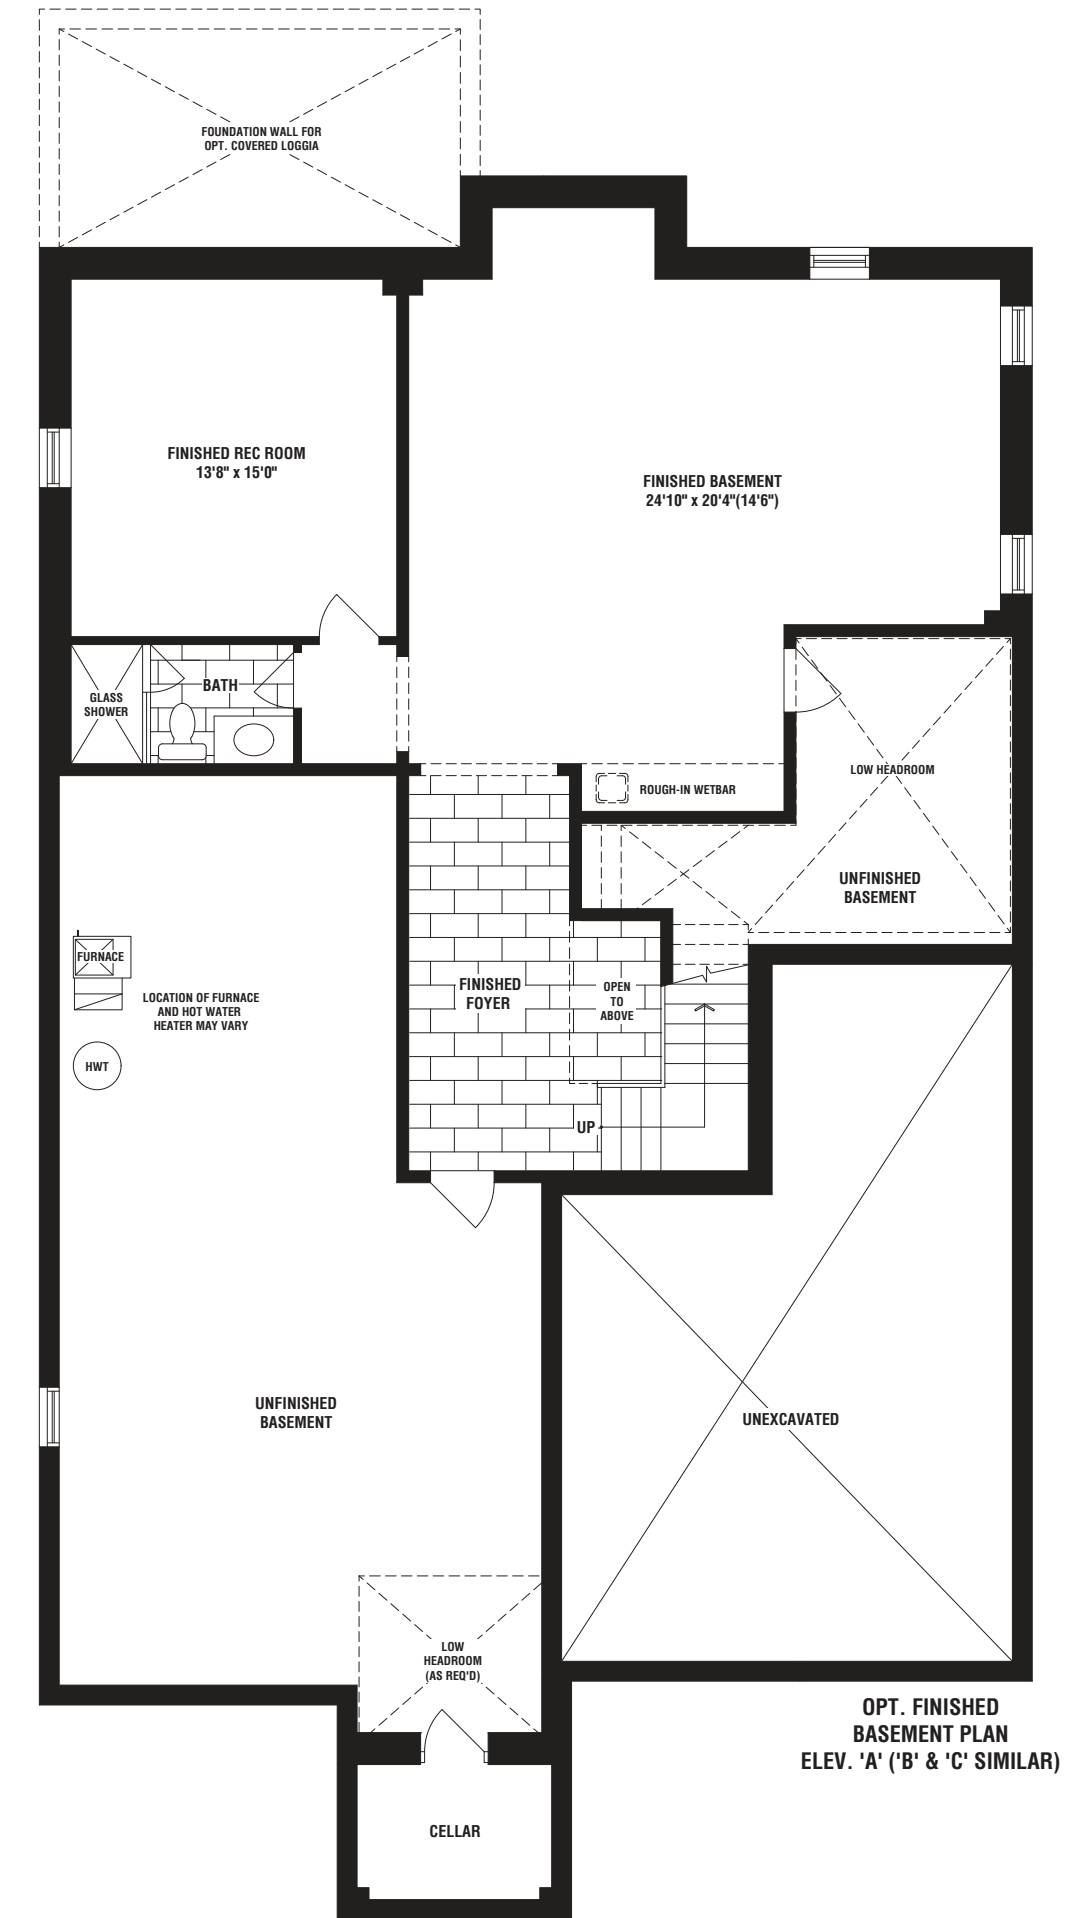 FOUNDATION WALL FOR
OPT. COVERED LOGGIA
FINISHED REC ROOM
13'8" x 15'0"
FINISHED BASEMENT
24'10" x 20'4"(14'6")
GLASS
SHOWER
BATH
ROUGH-IN WETBAR
LOW HEADROOM
UNFINISHED
BASEMENT
FURNACE
LOCATION OF FURNACE
AND HOT WATER
HEATER MAY VARY
HWT
FINISHED
FOYER
OPEN
TO
ABOVE
UP
UNFINISHED
BASEMENT
UNEXCAVATED
LOW
HEADROOM
(AS REQ'D)
CELLAR
OPT. FINISHED
BASEMENT PLAN
ELEV. 'A' ('B' & 'C' SIMILAR)